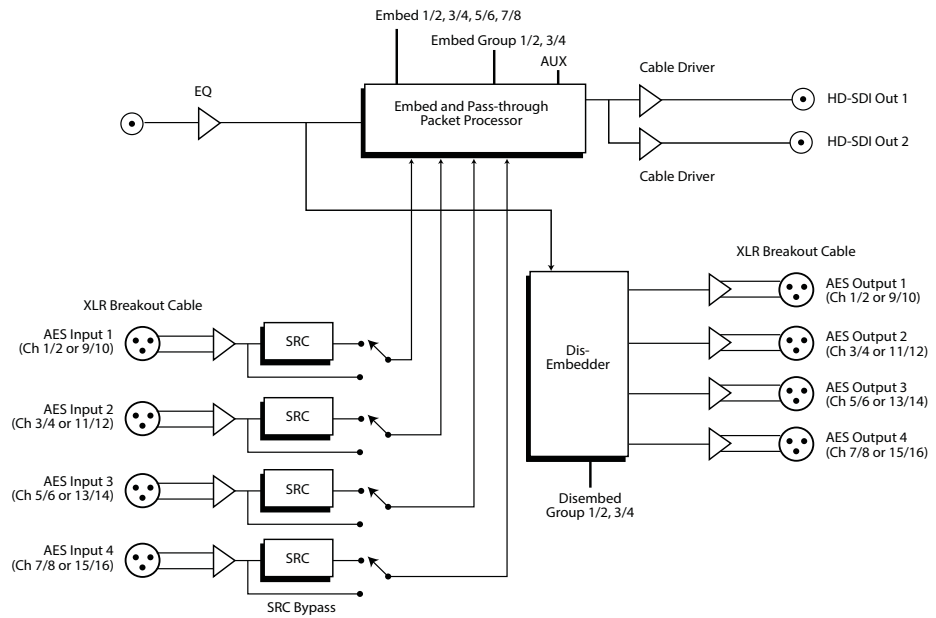 Embed 1/2, 3/4, 5/6, 7/8
Embed Group 1/2, 3/4
AUX
Cable Driver
EQ
Embed and Pass-through
Packet Processor
HD-SDI Out 1
HD-SDI Out 2
Cable Driver
XLR Breakout Cable
XLR Breakout Cable
AES Input 1
(Ch 1/2 or 9/10)
SRC
AES Input 2
(Ch 3/4 or 11/12)
SRC
AES Input 3
(Ch 5/6 or 13/14)
SRC
AES Input 4
(Ch 7/8 or 15/16)
SRC
SRC Bypass
Dis-
Embedder
AES Output 1
(Ch 1/2 or 9/10)
AES Output 2
(Ch 3/4 or 11/12)
AES Output 3
(Ch 5/6 or 13/14)
AES Output 4
(Ch 7/8 or 15/16)
Disembed
Group 1/2, 3/4